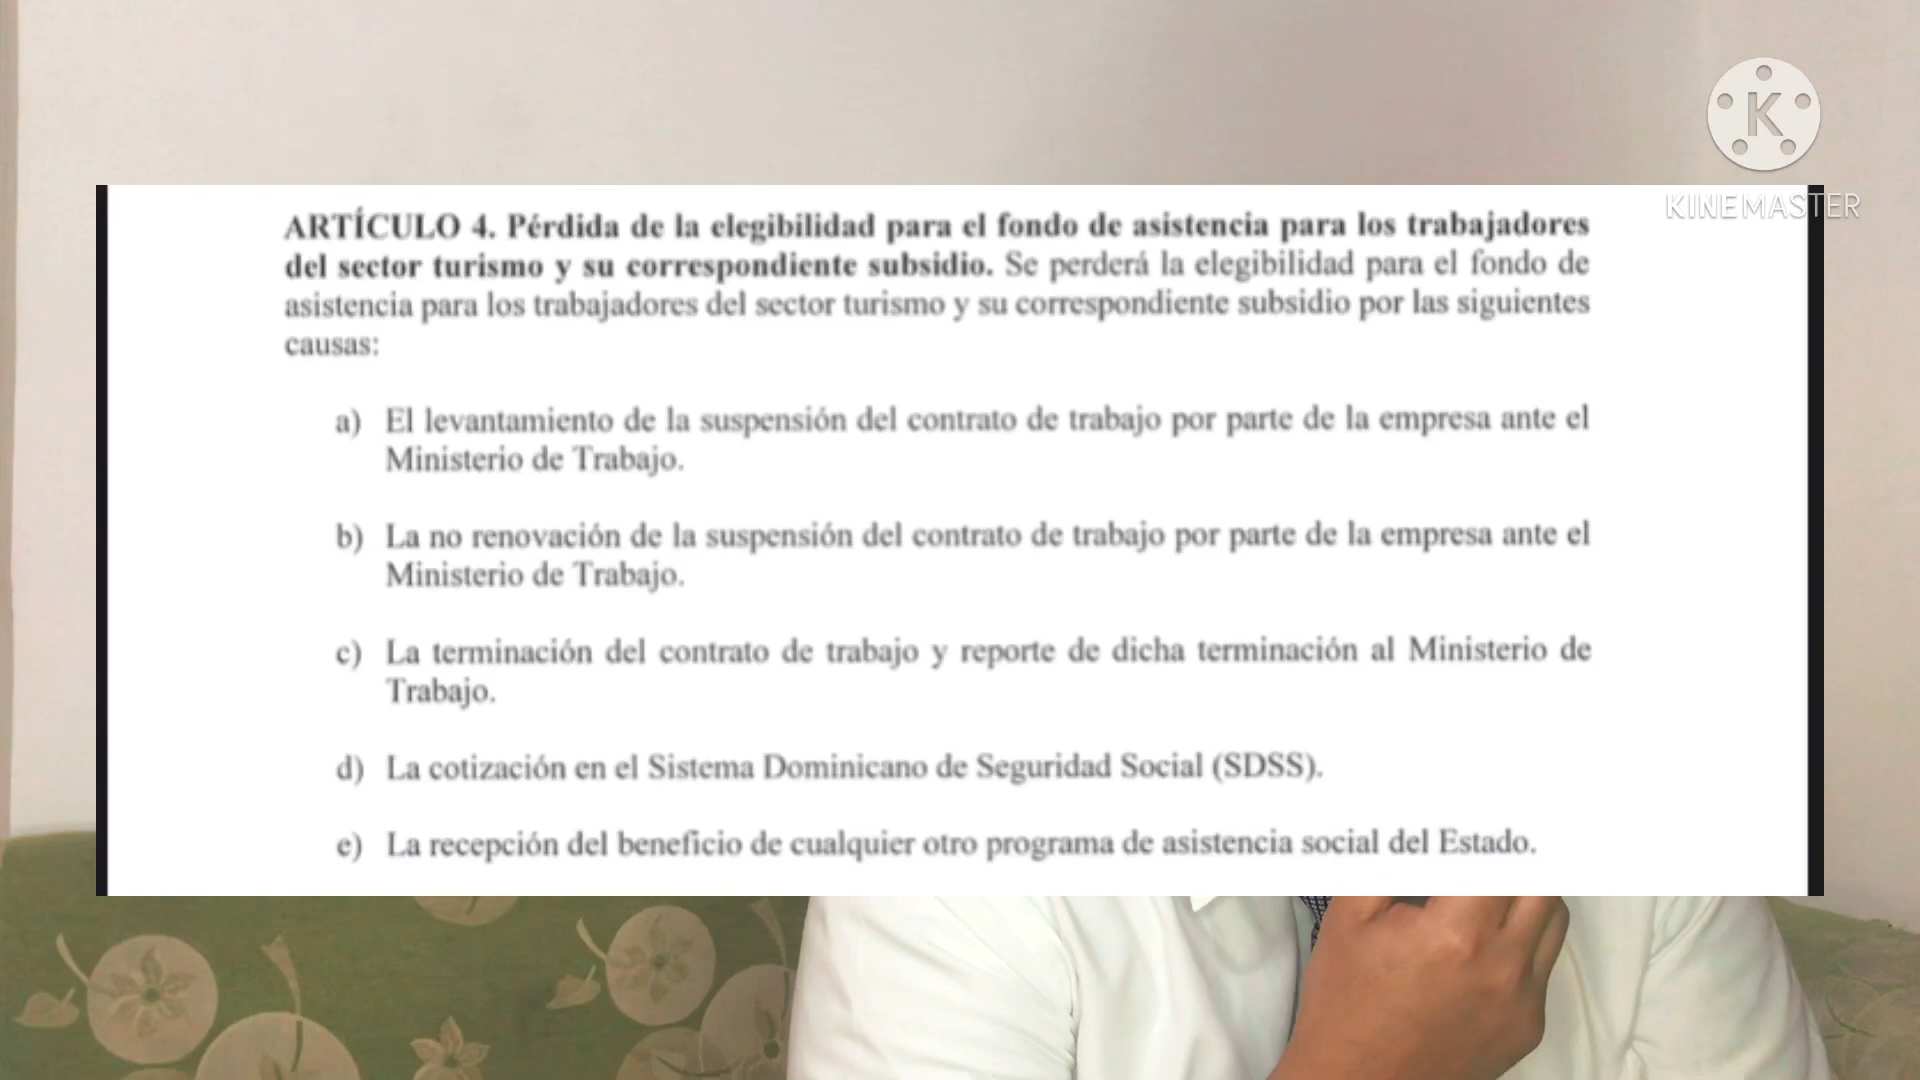 K
KINEMASTER
ARTÍCULO 4. Pérdida de la elegibilidad para el fondo de asistencia para los trabajadores
del sector turismo y su correspondiente subsidio. Se perderá la elegibilidad para el fondo de
asistencia para los trabajadores del sector turismo y su correspondiente subsidio por las siguientes
causas:
a) El levantamiento de la suspensión del contrato de trabajo por parte de la empresa ante el
Ministerio de Trabajo.
b) La no renovación de la suspensión del contrato de trabajo por parte de la empresa ante el
Ministerio de Trabajo.
c) La terminación del contrato de trabajo y reporte de dicha terminación al Ministerio de
Trabajo.
d) La cotización en el Sistema Dominicano de Seguridad Social (SDSS).
e) La recepción del beneficio de cualquier otro programa de asistencia social del Estado.